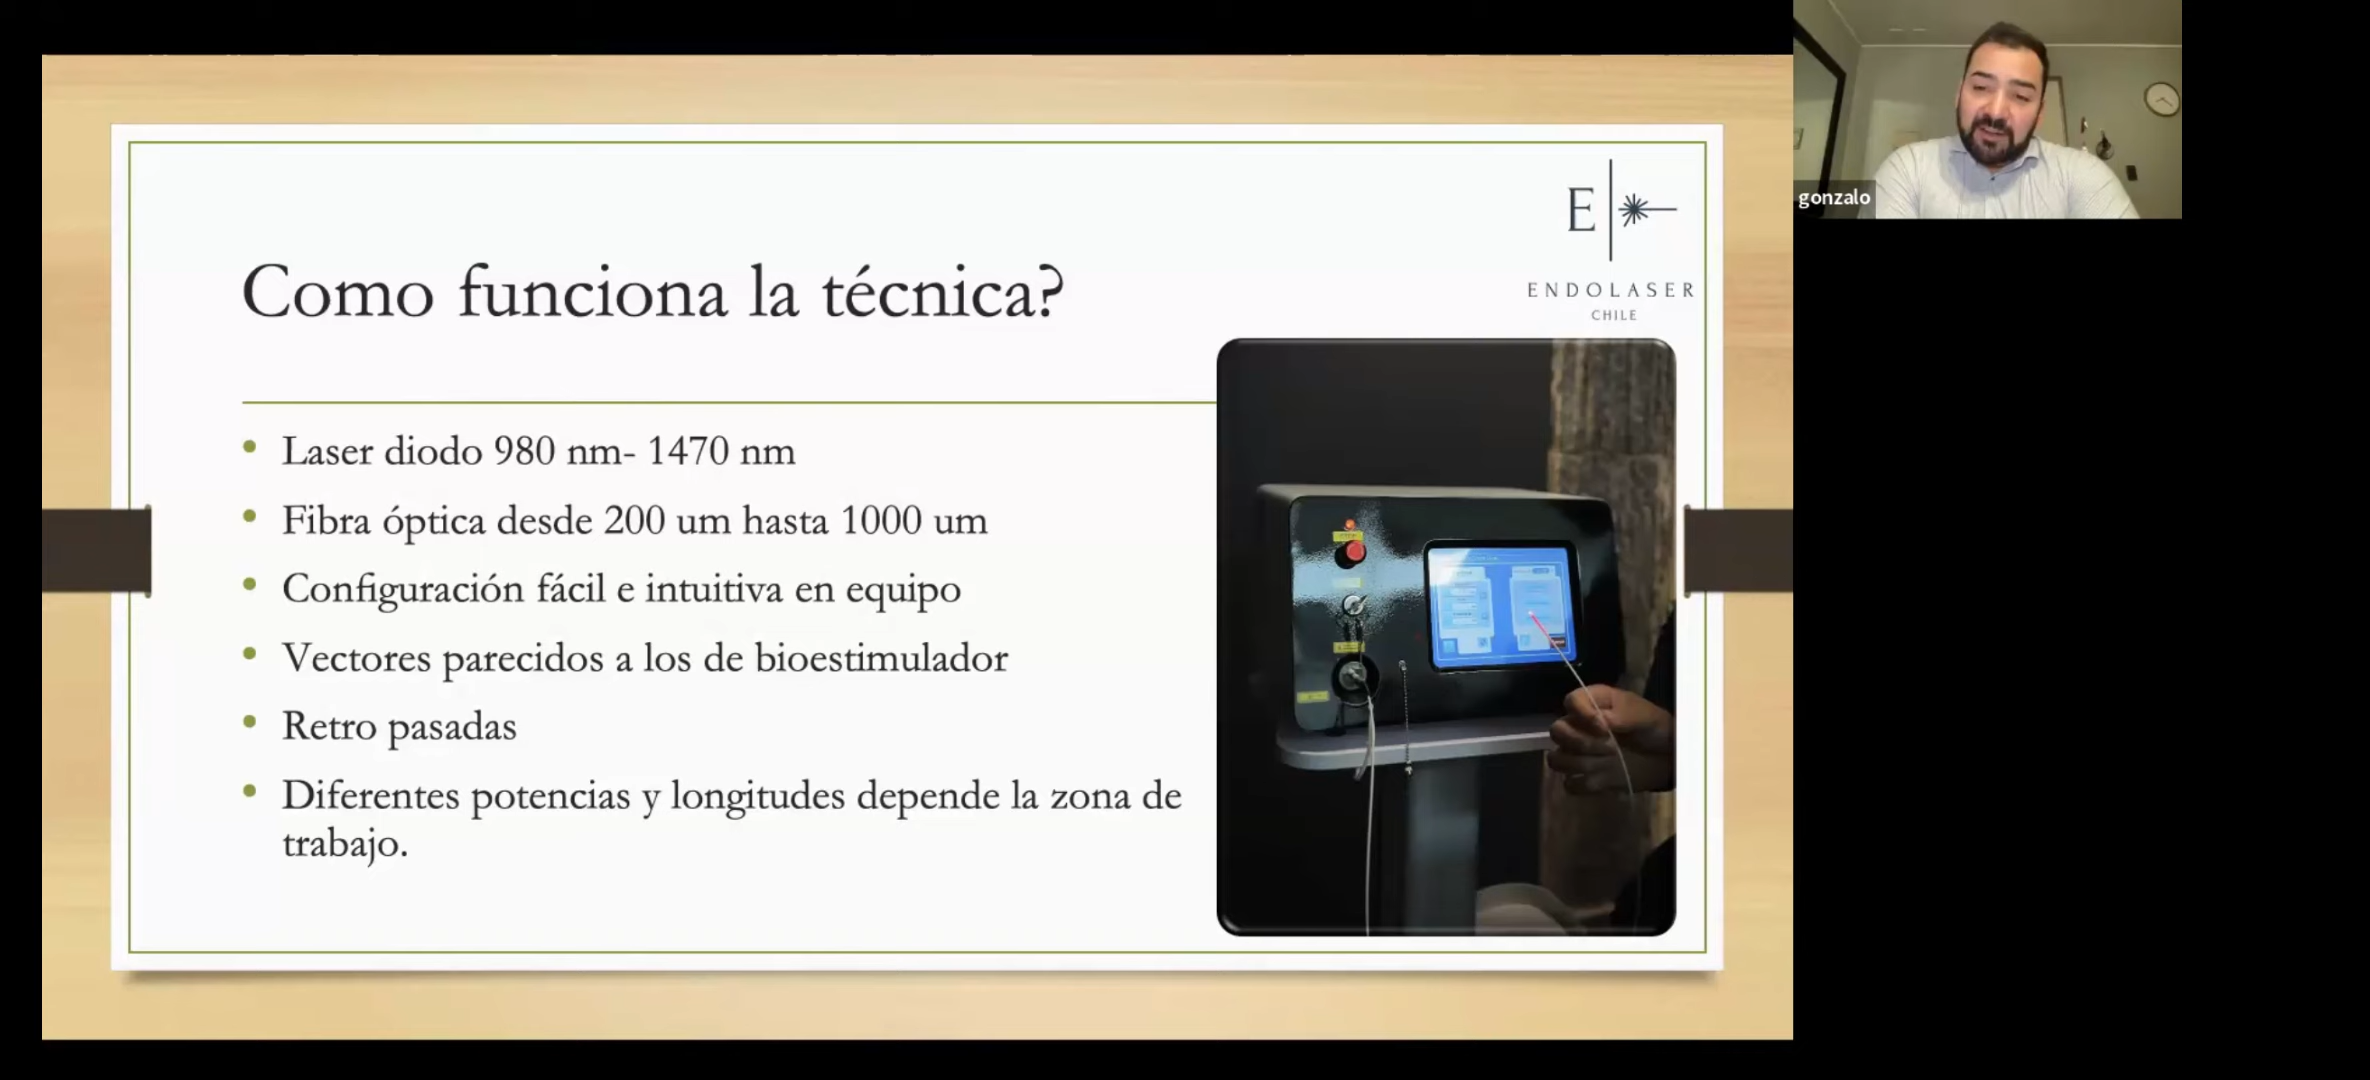 E
ENDOLASER
CHILE
gonzalo
Como funciona la técnica?
Laser diodo 980 nm- 1470 nm
Fibra óptica desde 200 um hasta 1000 um
Configuración fácil e intuitiva en equipo
Vectores parecidos a los de bioestimulador
Retro pasadas
Diferentes potencias y longitudes depende la zona de
trabajo.